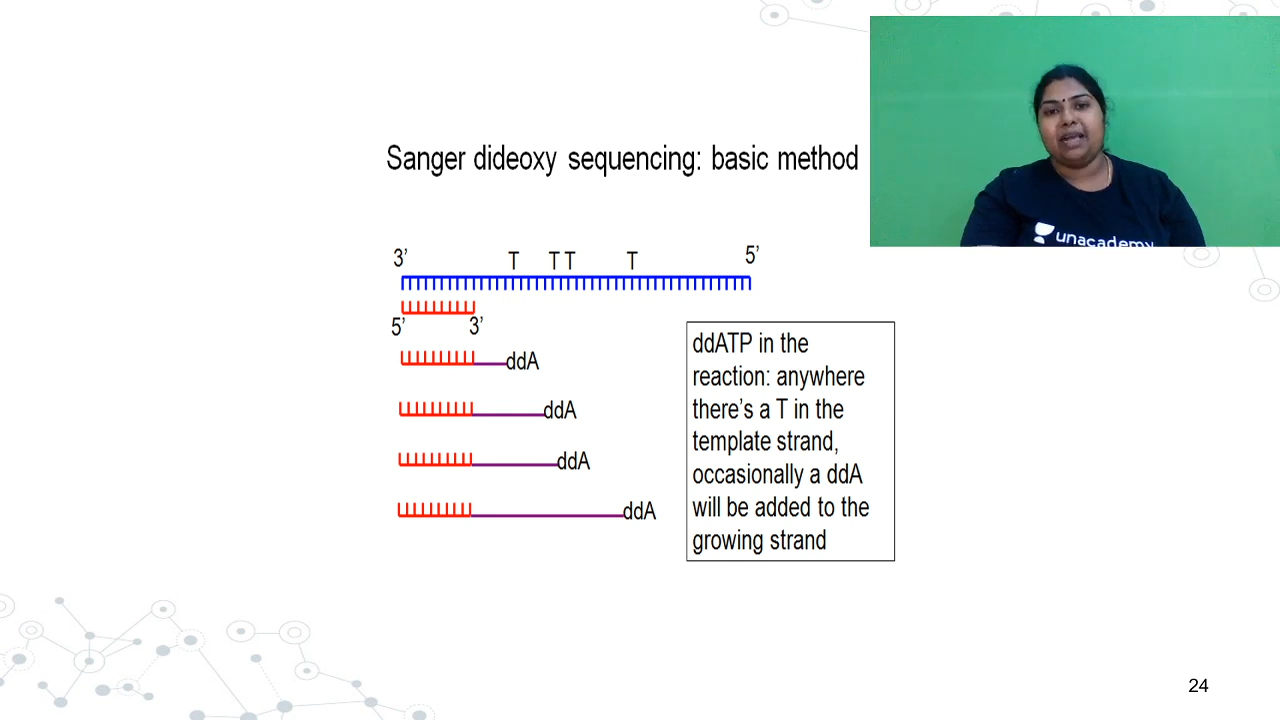 unacademy
Sanger dideoxy sequencing: basic method
3’ T T T T 5’
5’ 3’
ddA
ddA
ddA
ddA
ddATP in the
reaction: anywhere
there’s a T in the
template strand,
occasionally a ddA
will be added to the
growing strand
24